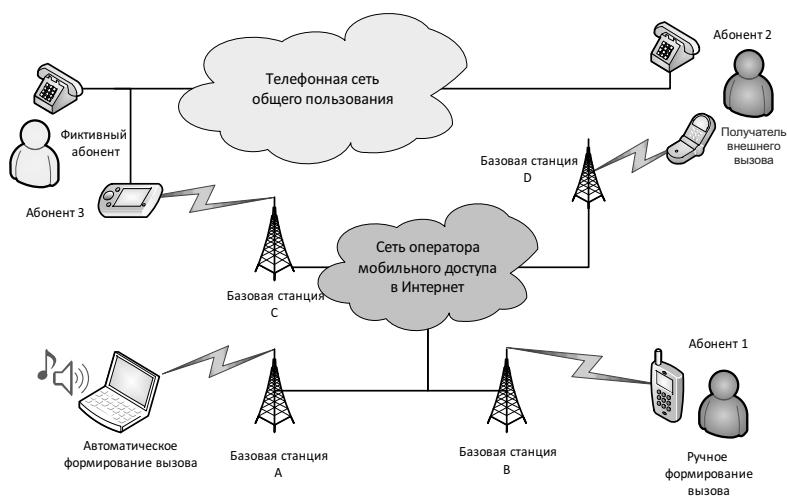 Абонент 2
Телефонная сеть
общего пользования
Фиктивный
абонент
Получатель
внешнего
вызова
Базовая станция
D
Абонент 3
Сеть оператора
мобильного доступа
в Интернет
Базовая станция
C
Абонент 1
Автоматическое
формирование вызова
Базовая станция
A
Базовая станция
B
Ручное
формирование
вызова